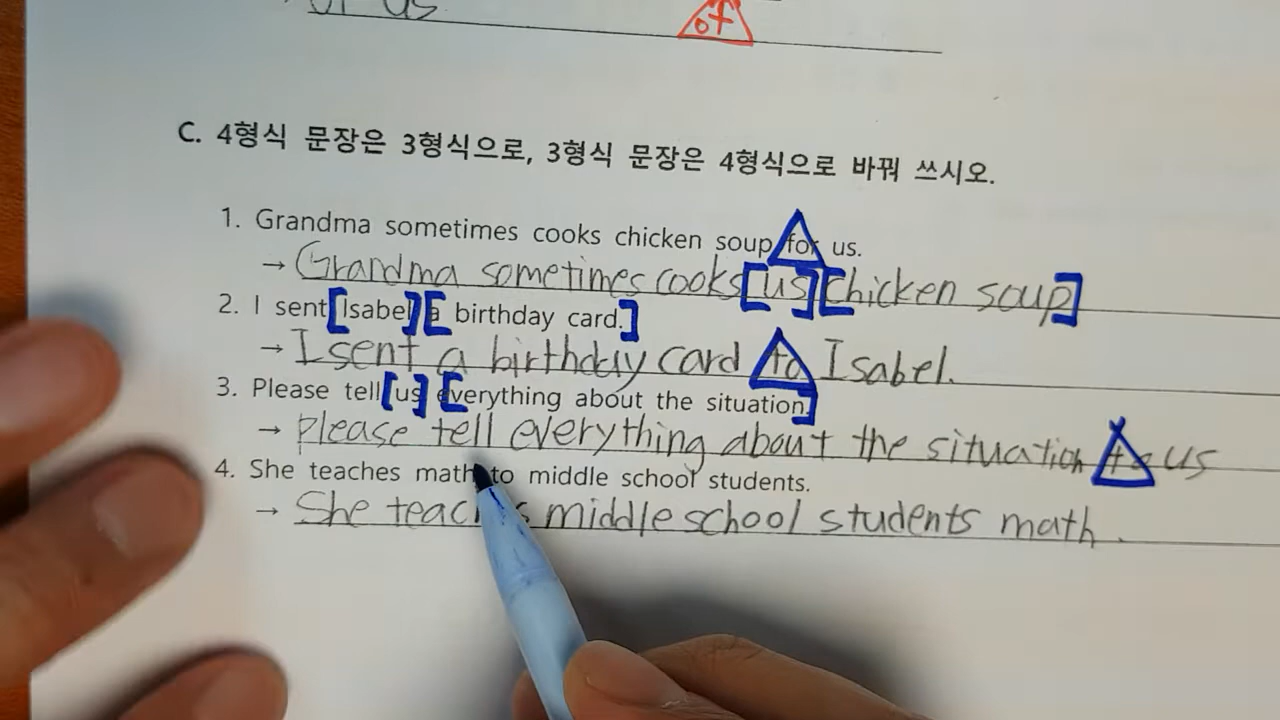 of us
of
C. 4형식 문장은 3형식으로, 3형식 문장은 4형식으로 바꿔 쓰시오.
1. Grandma sometimes cooks chicken soup for us.
→ Grandma sometimes cooks [us] [chicken soup]
2. I sent [Isabel] [a birthday card.]
→ I sent a birthday card to Isabel.
3. Please tell [us] [everything about the situation.]
→ Please tell everything about the situation to us
4. She teaches math to middle school students.
→ She teaches middle school students math.